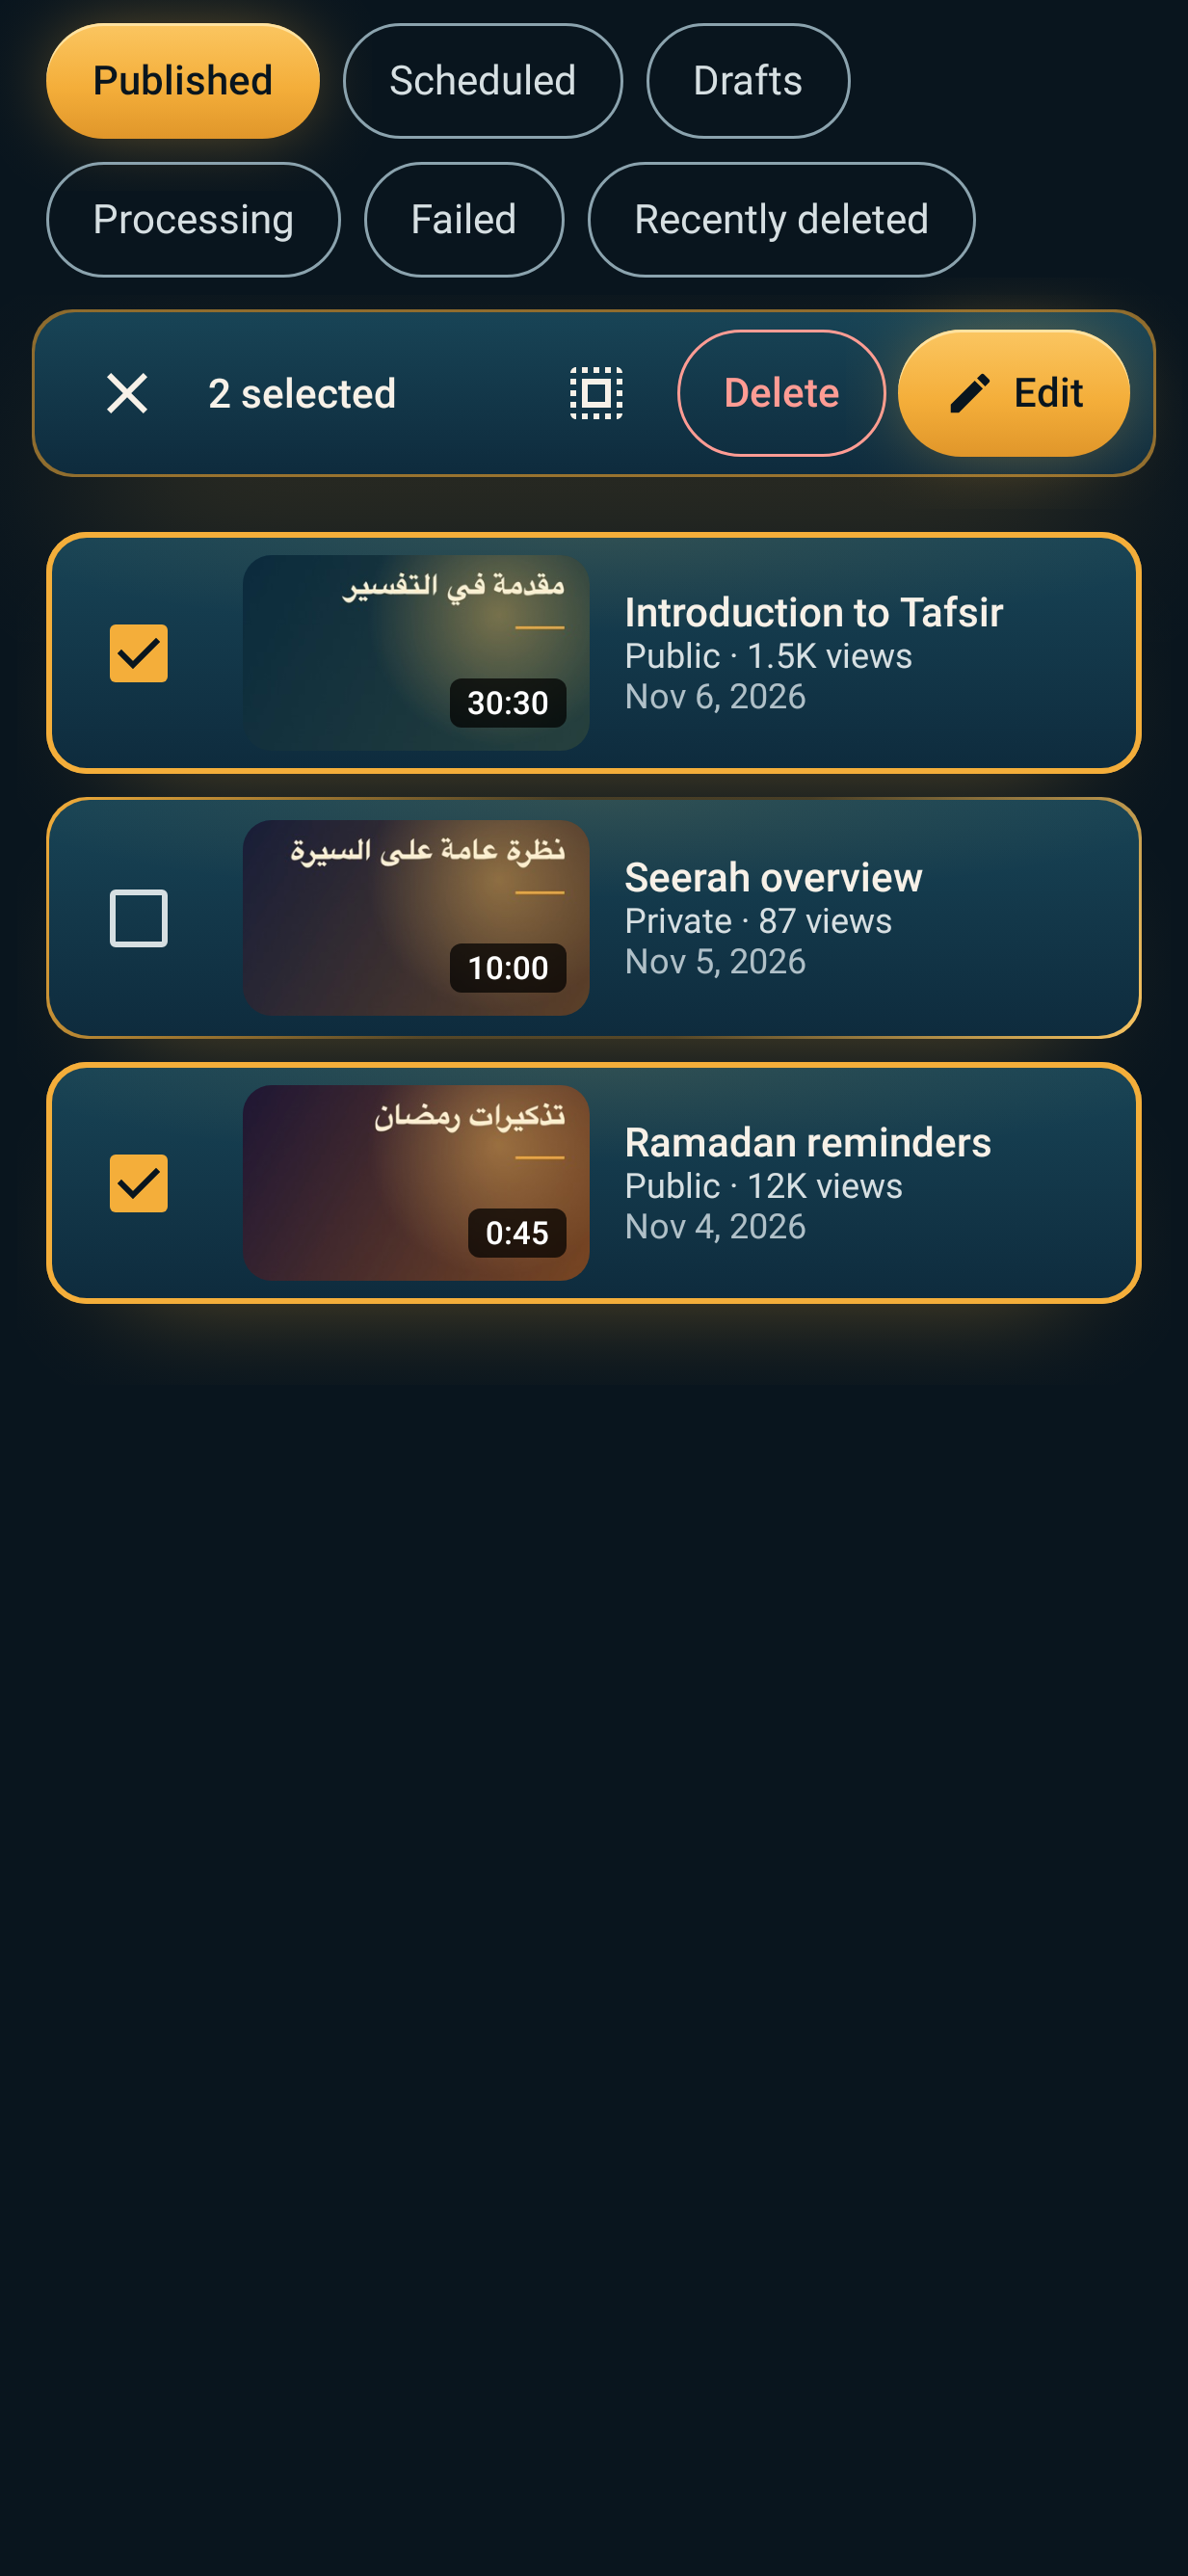 Published Scheduled Drafts
Processing Failed Recently deleted
2 selected Delete Edit
مقدمة في التفسير
30:30
Introduction to Tafsir
Public · 1.5K views
Nov 6, 2026
نظرة عامة على السيرة
10:00
Seerah overview
Private · 87 views
Nov 5, 2026
تذكيرات رمضان
0:45
Ramadan reminders
Public · 12K views
Nov 4, 2026